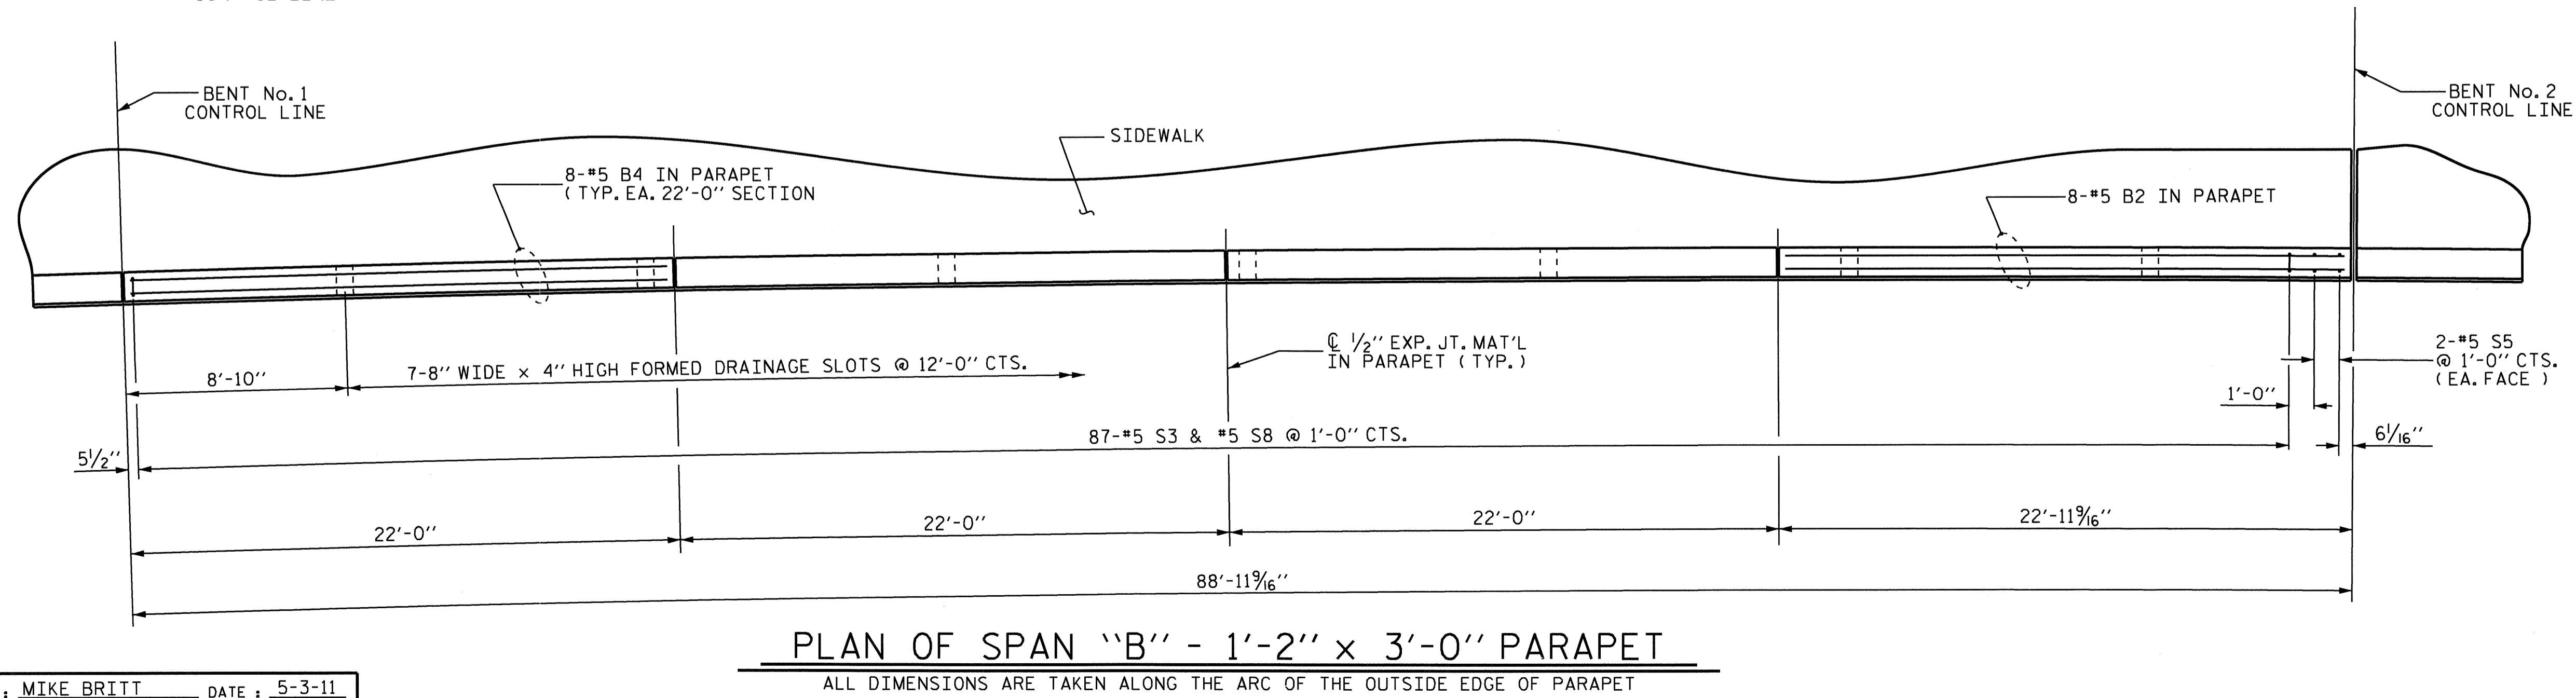 BENT No. 1
CONTROL LINE
BENT No. 2
CONTROL LINE
SIDEWALK
8-#5 B4 IN PARAPET
(TYP. EA. 22'-0" SECTION
8-#5 B2 IN PARAPET
℄ 1/2" EXP. JT. MAT'L
IN PARAPET (TYP.)
2-#5 S5
@ 1'-0" CTS.
(EA. FACE)
8'-10"
7-8" WIDE x 4" HIGH FORMED DRAINAGE SLOTS @ 12'-0" CTS.
1'-0"
87-#5 S3 & #5 S8 @ 1'-0" CTS.
5 1/2"
6 1/16"
22'-0"
22'-0"
22'-0"
22'-11 9/16"
88'-11 9/16"
PLAN OF SPAN "B" - 1'-2" x 3'-0" PARAPET
ALL DIMENSIONS ARE TAKEN ALONG THE ARC OF THE OUTSIDE EDGE OF PARAPET
: MIKE BRITT DATE : 5-3-11